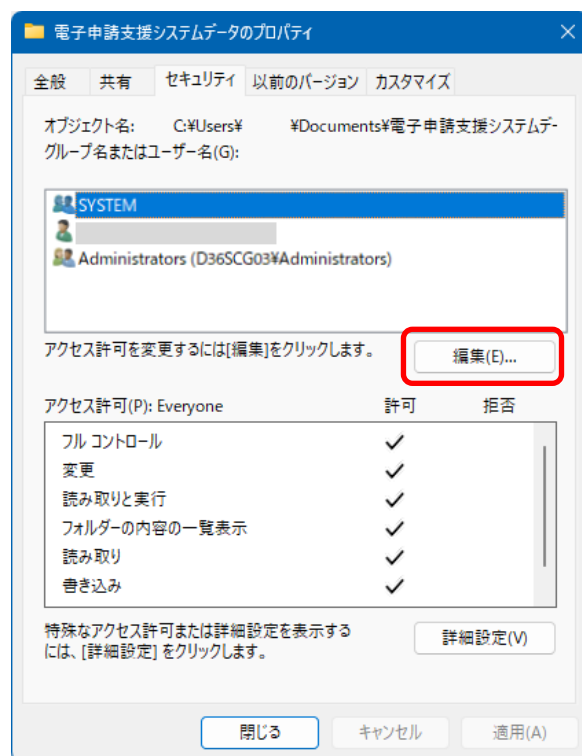 電子申請支援システムデータのプロパティ
全般 共有 セキュリティ 以前のバージョン カスタマイズ
オブジェクト名: C:¥Users¥ ¥Documents¥電子申請支援システムデ-
グループ名またはユーザー名(G):
SYSTEM
Administrators (D36SCG03¥Administrators)
アクセス許可を変更するには[編集]をクリックします。
編集(E)...
アクセス許可(P): Everyone 許可 拒否
フル コントロール
変更
読み取りと実行
フォルダーの内容の一覧表示
読み取り
書き込み
特殊なアクセス許可または詳細設定を表示する
には、[詳細設定] をクリックします。
詳細設定(V)
閉じる キャンセル 適用(A)